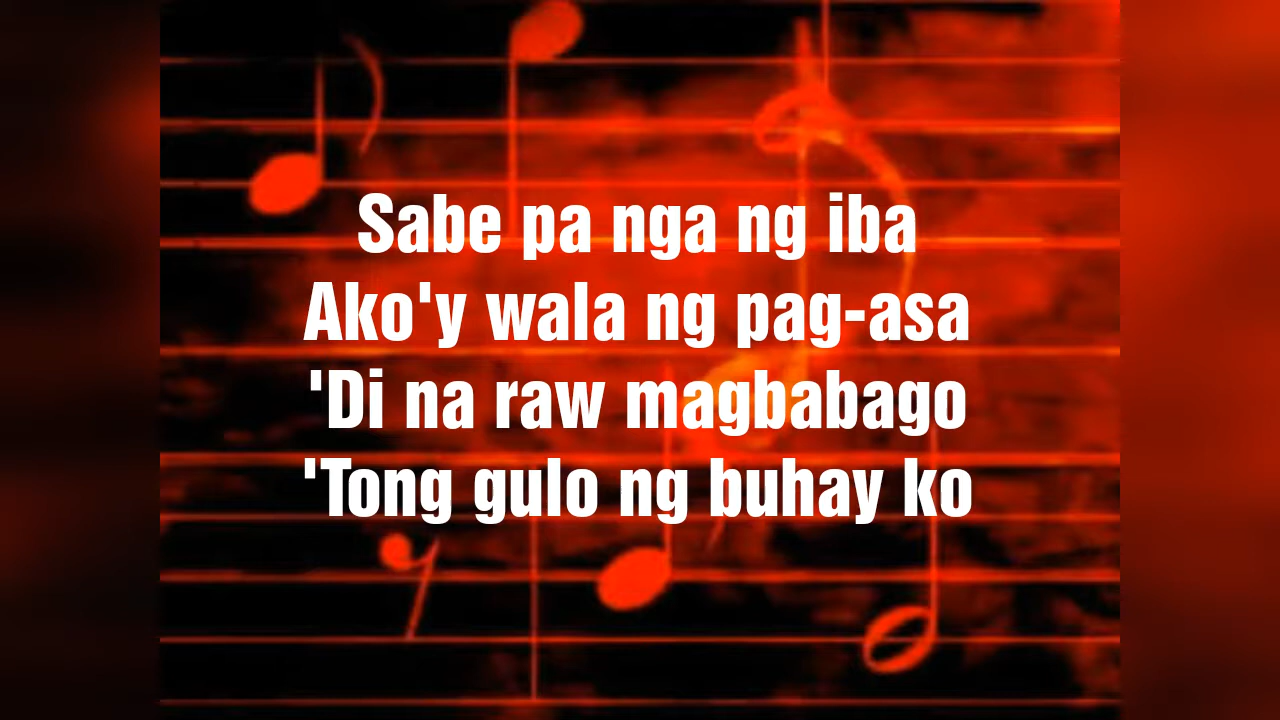 Sabe pa nga ng iba
Ako'y wala ng pag-asa
'Di na raw magbabago
'Tong gulo ng buhay ko